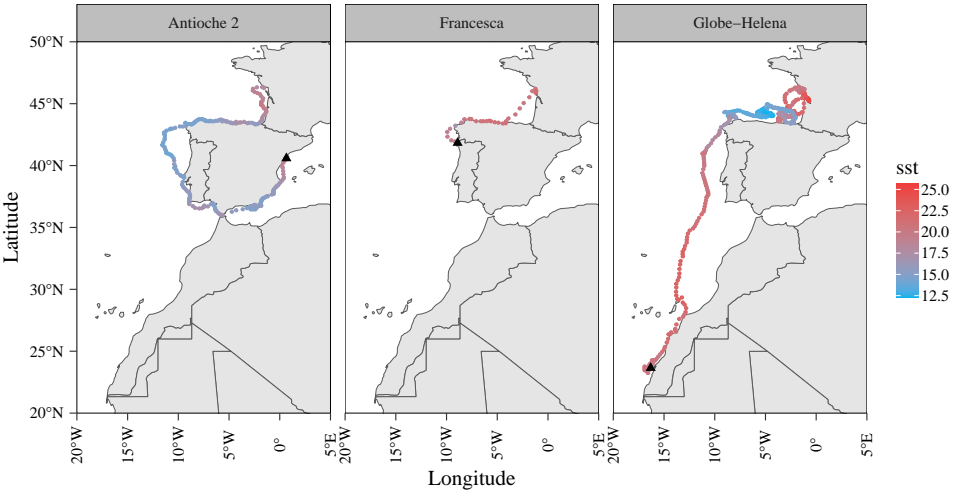 Antioche 2
Francesca
Globe−Helena
50°N
45°N
40°N
35°N
30°N
25°N
20°N
Latitude
20°W
15°W
10°W
5°W
0°
5°E
20°W
15°W
10°W
5°W
0°
5°E
20°W
15°W
10°W
5°W
0°
5°E
Longitude
sst
25.0
22.5
20.0
17.5
15.0
12.5